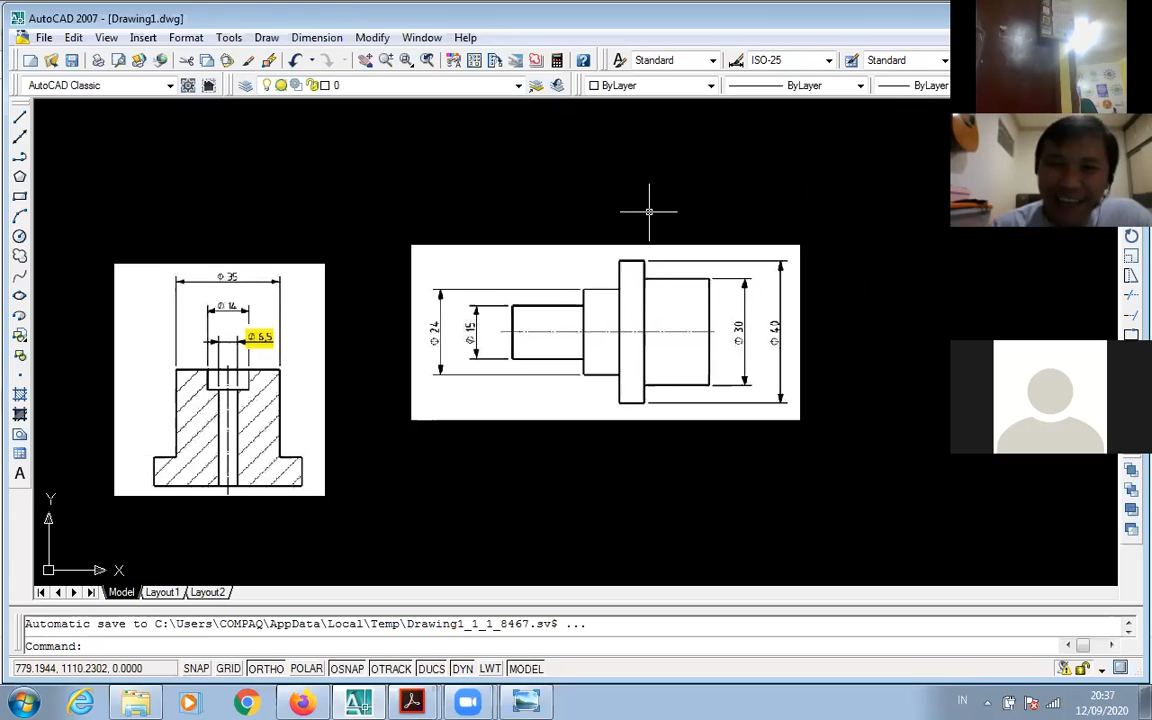 AutoCAD 2007 - [Drawing1.dwg]
File Edit View Insert Format Tools Draw Dimension Modify Window Help
Standard ISO-25 Standard
AutoCAD Classic 0 ByLayer ByLayer ByLayer
Φ 35
Φ 14
Φ 6,5
Φ 24
Φ 15
Φ 30
Φ 40
Y
X
Model Layout1 Layout2
Automatic save to C:\Users\COMPAQ\AppData\Local\Temp\Drawing1_1_1_8467.sv$ ...
Command:
779.1944, 1110.2302, 0.0000 SNAP GRID ORTHO POLAR OSNAP OTRACK DUCS DYN LWT MODEL
IN
20:37
12/09/2020